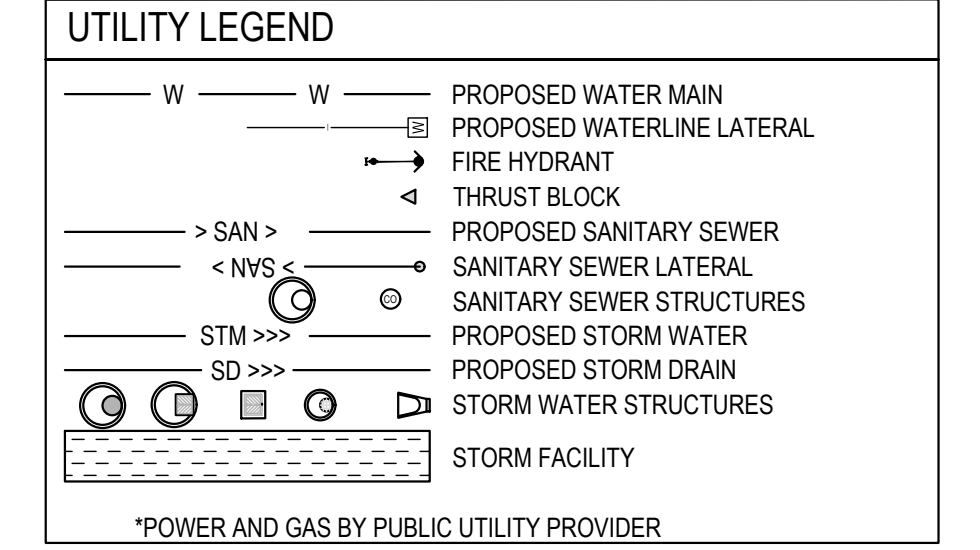 UTILITY LEGEND
W W PROPOSED WATER MAIN
W PROPOSED WATERLINE LATERAL
FIRE HYDRANT
THRUST BLOCK
> SAN > PROPOSED SANITARY SEWER
> SAN > SANITARY SEWER LATERAL
CO SANITARY SEWER STRUCTURES
STM >>> PROPOSED STORM WATER
SD >>> PROPOSED STORM DRAIN
STORM WATER STRUCTURES
STORM FACILITY
*POWER AND GAS BY PUBLIC UTILITY PROVIDER